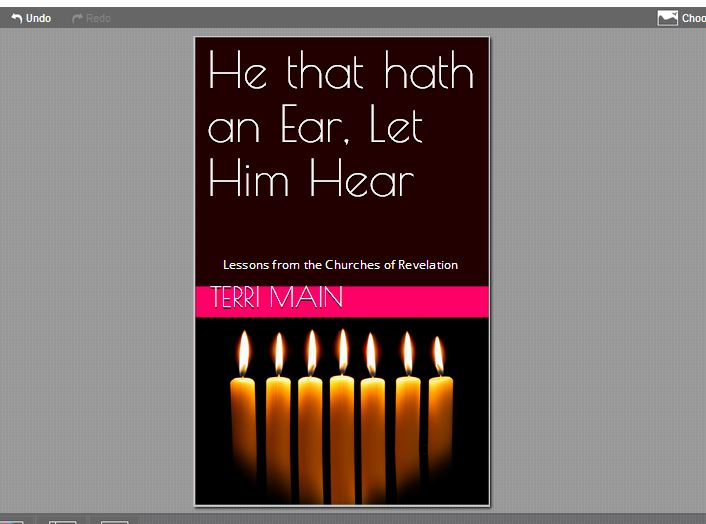 Undo Redo Choo
He that hath
an Ear, Let
Him Hear
Lessons from the Churches of Revelation
TERRI MAIN